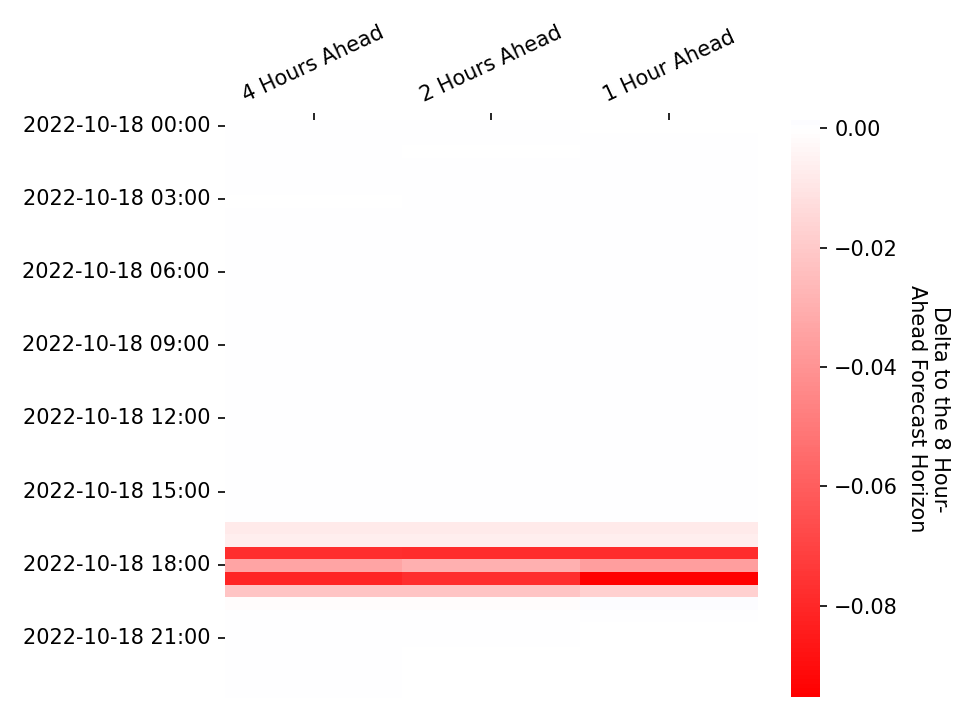 4 Hours Ahead
2 Hours Ahead
1 Hour Ahead
2022-10-18 00:00
2022-10-18 03:00
2022-10-18 06:00
2022-10-18 09:00
2022-10-18 12:00
2022-10-18 15:00
2022-10-18 18:00
2022-10-18 21:00
0.00
−0.02
−0.04
−0.06
−0.08
Delta to the 8 Hour-
Ahead Forecast Horizon